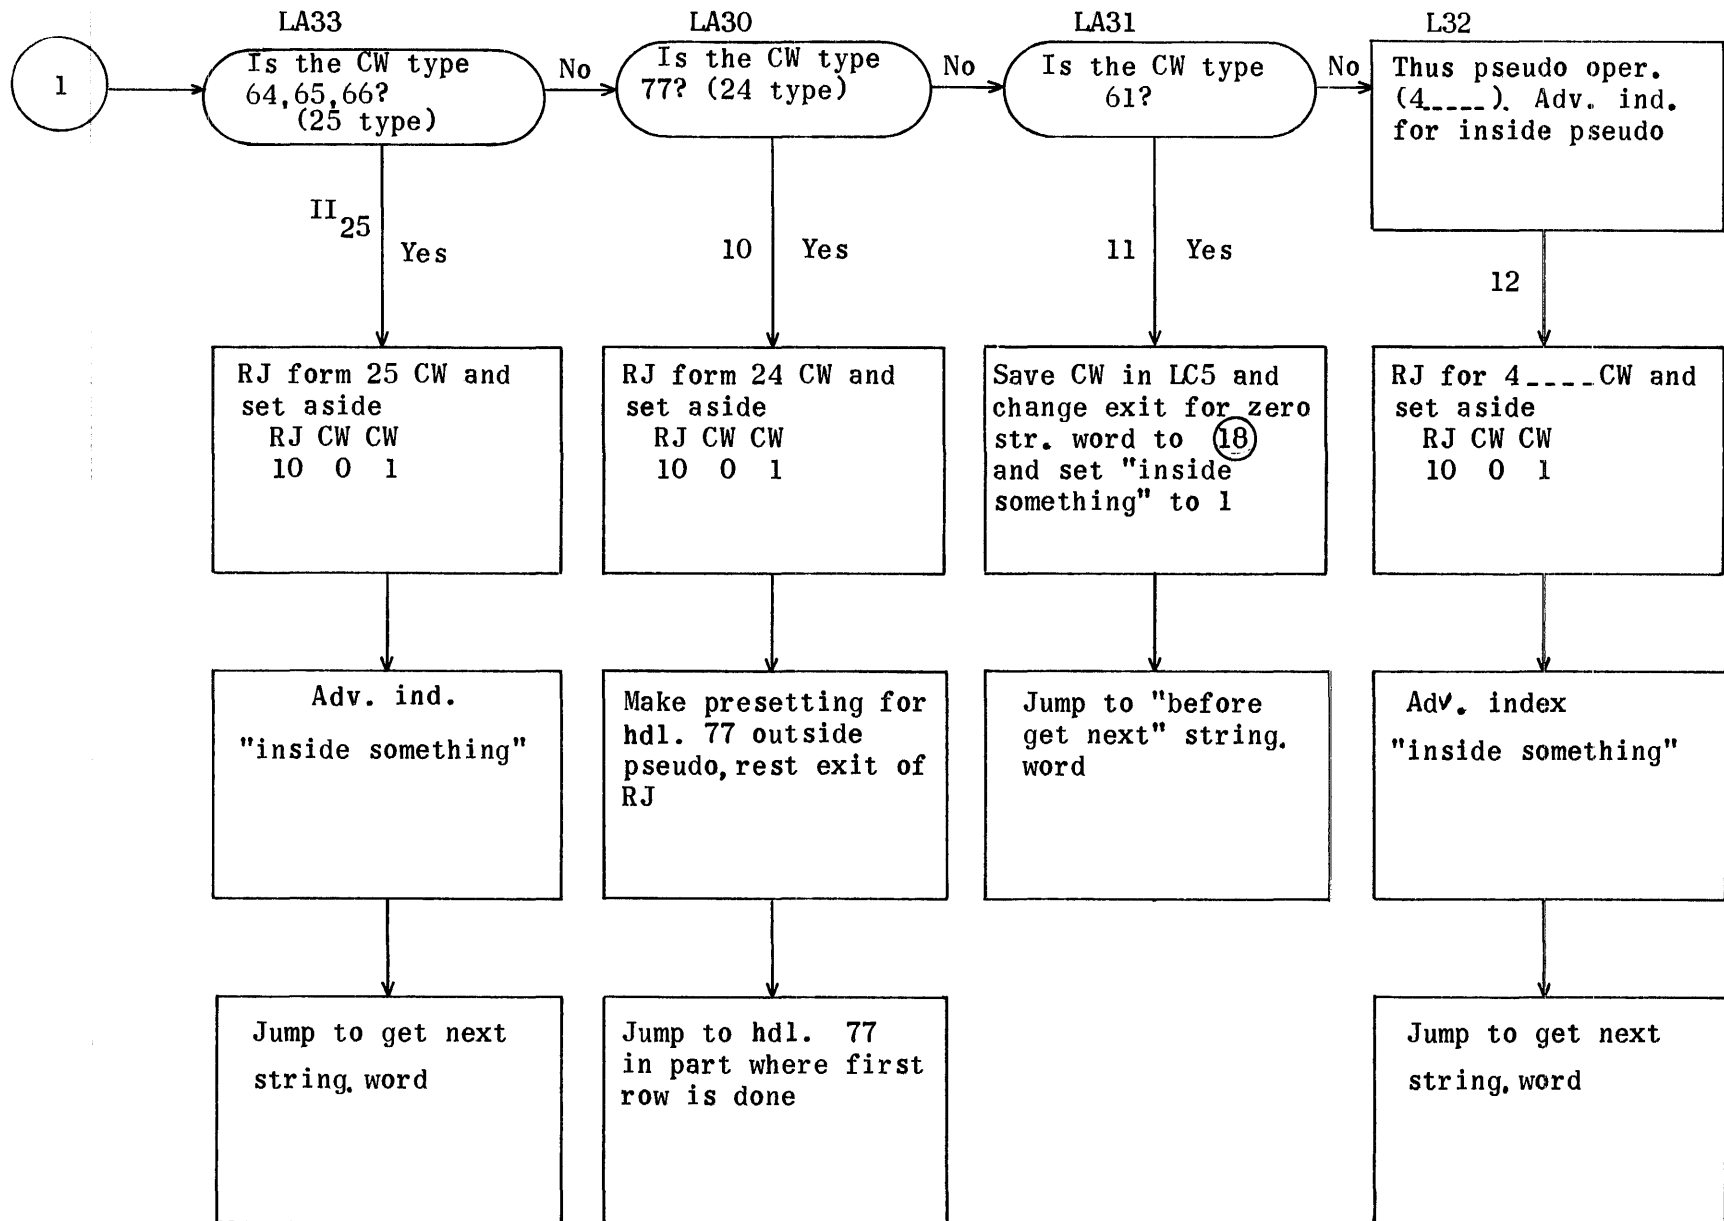 LA33
LA30
LA31
L32
1
Is the CW type
64,65,66?
(25 type)
No
Is the CW type
77? (24 type)
No
Is the CW type
61?
No
Thus pseudo oper.
(4_____). Adv. ind.
for inside pseudo
II25
Yes
10 Yes
11 Yes
12
RJ form 25 CW and
set aside
RJ CW CW
10 0 1
RJ form 24 CW and
set aside
RJ CW CW
10 0 1
Save CW in LC5 and
change exit for zero
str. word to 18
and set "inside
something" to 1
RJ for 4____CW and
set aside
RJ CW CW
10 0 1
Adv. ind.
"inside something"
Make presetting for
hdl. 77 outside
pseudo, rest exit of
RJ
Jump to "before
get next" string.
word
Adv. index
"inside something"
Jump to get next
string. word
Jump to hdl. 77
in part where first
row is done
Jump to get next
string. word